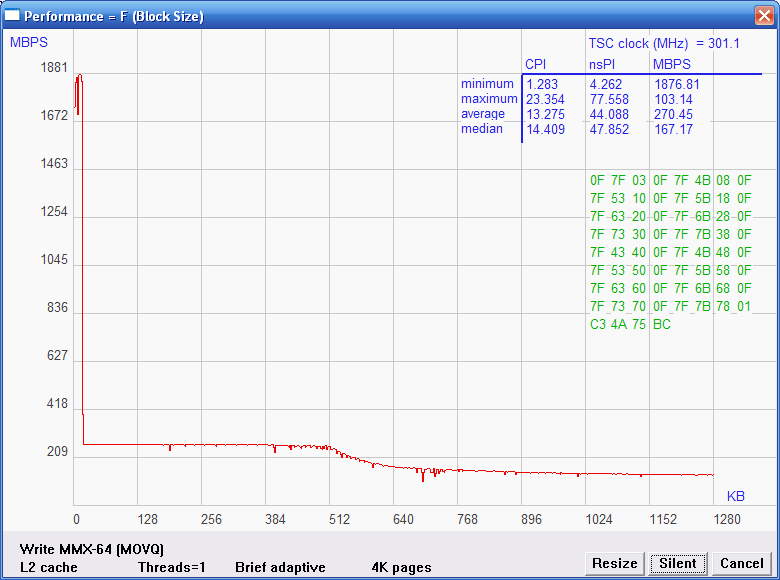 Performance = F (Block Size)
MBPS
TSC clock (MHz) = 301.1
CPI nsPI MBPS
minimum 1.283 4.262 1876.81
maximum 23.354 77.558 103.14
average 13.275 44.088 270.45
median 14.409 47.852 167.17
1881
1672
1463
1254
1045
836
627
418
209
0F 7F 03 0F 7F 4B 08 0F
7F 53 10 0F 7F 5B 18 0F
7F 63 20 0F 7F 6B 28 0F
7F 73 30 0F 7F 7B 38 0F
7F 43 40 0F 7F 4B 48 0F
7F 53 50 0F 7F 5B 58 0F
7F 63 60 0F 7F 6B 68 0F
7F 73 70 0F 7F 7B 78 01
C3 4A 75 BC
KB
0 128 256 384 512 640 768 896 1024 1152 1280
Write MMX-64 (MOVQ)
L2 cache Threads=1 Brief adaptive 4K pages
Resize Silent Cancel